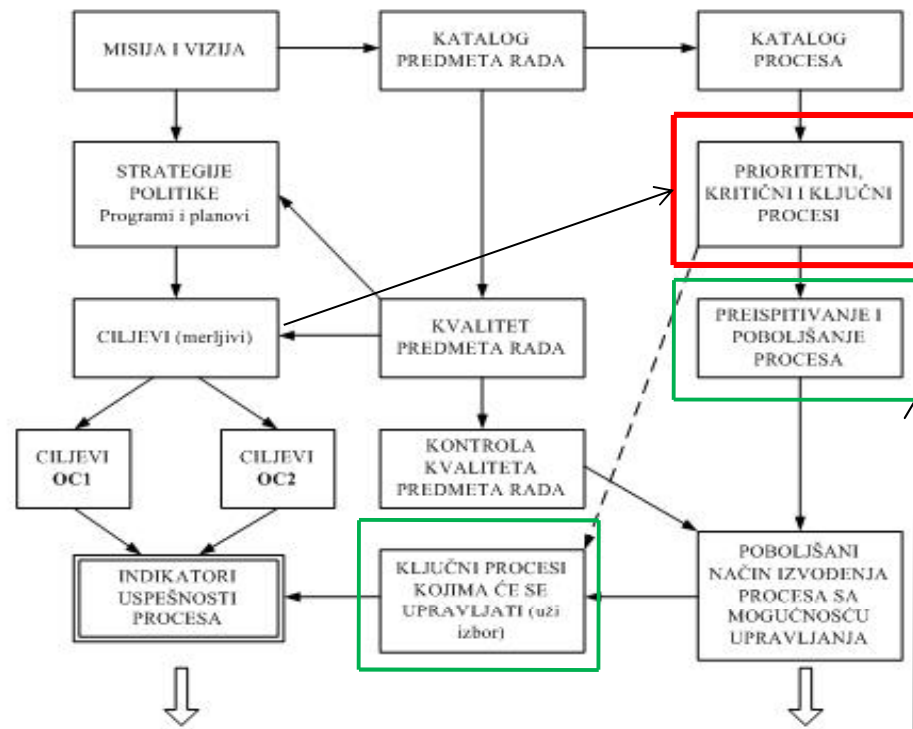 MISIJA I VIZIJA
KATALOG
PREDMETA RADA
KATALOG
PROCESA
STRATEGIJE
POLITIKE
Programi i planovi
PRIORITETNI,
KRITIČNI I KLJUČNI
PROCESI
CILJEVI (merljivi)
KVALITET
PREDMETA RADA
PREISPITIVANJE I
POBOLJŠANJE
PROCESA
CILJEVI
OC1
CILJEVI
OC2
KONTROLA
KVALITETA
PREDMETA RADA
INDIKATORI
USPEŠNOSTI
PROCESA
KLJUČNI PROCESI
KOJIMA ĆE SE
UPRAVLJATI (uži
izbor)
POBOLJŠANI
NAČIN IZVOĐENJA
PROCESA SA
MOGUĆNOŠĆU
UPRAVLJANJA